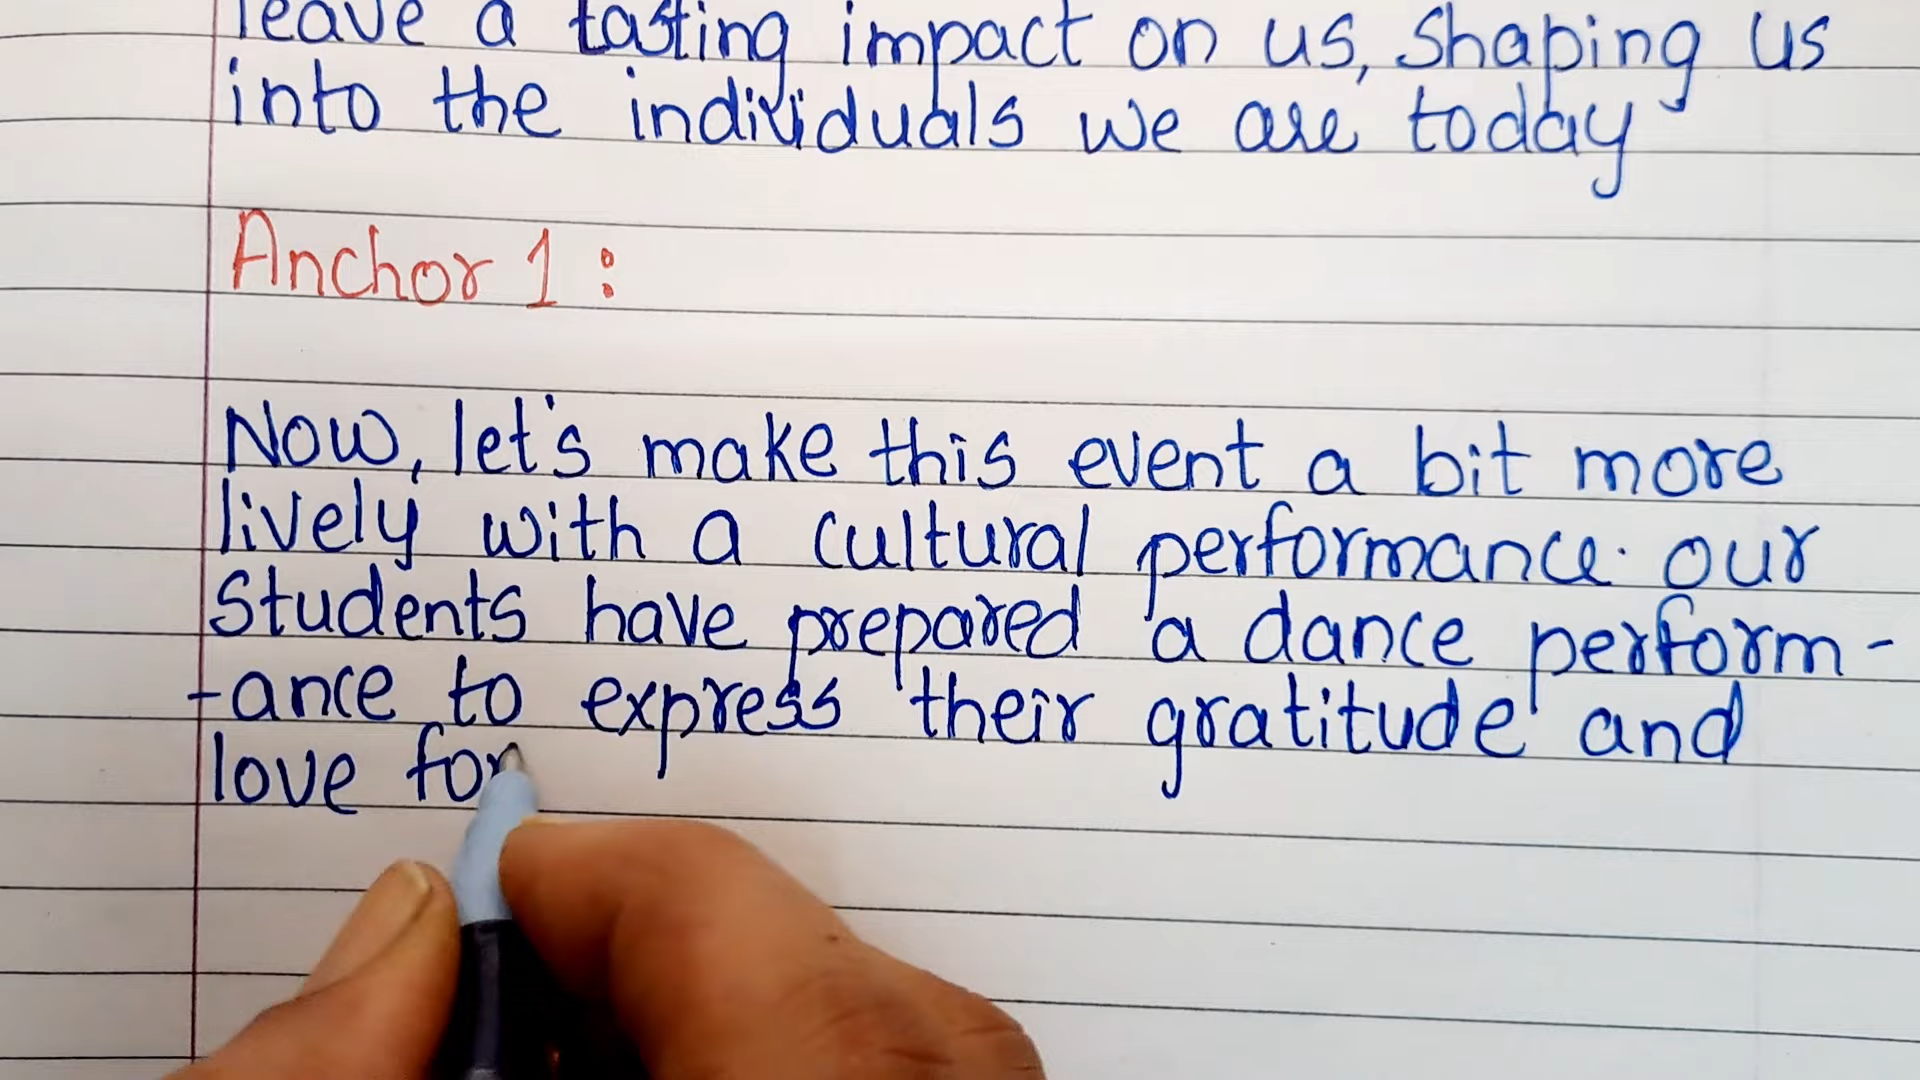 leave a tasting impact on us, shaping us
into the individuals we are today
Anchor 1 :
Now, let's make this event a bit more
lively with a cultural performance. our
Students have prepared a dance perform-
-ance to express their gratitude and
love for